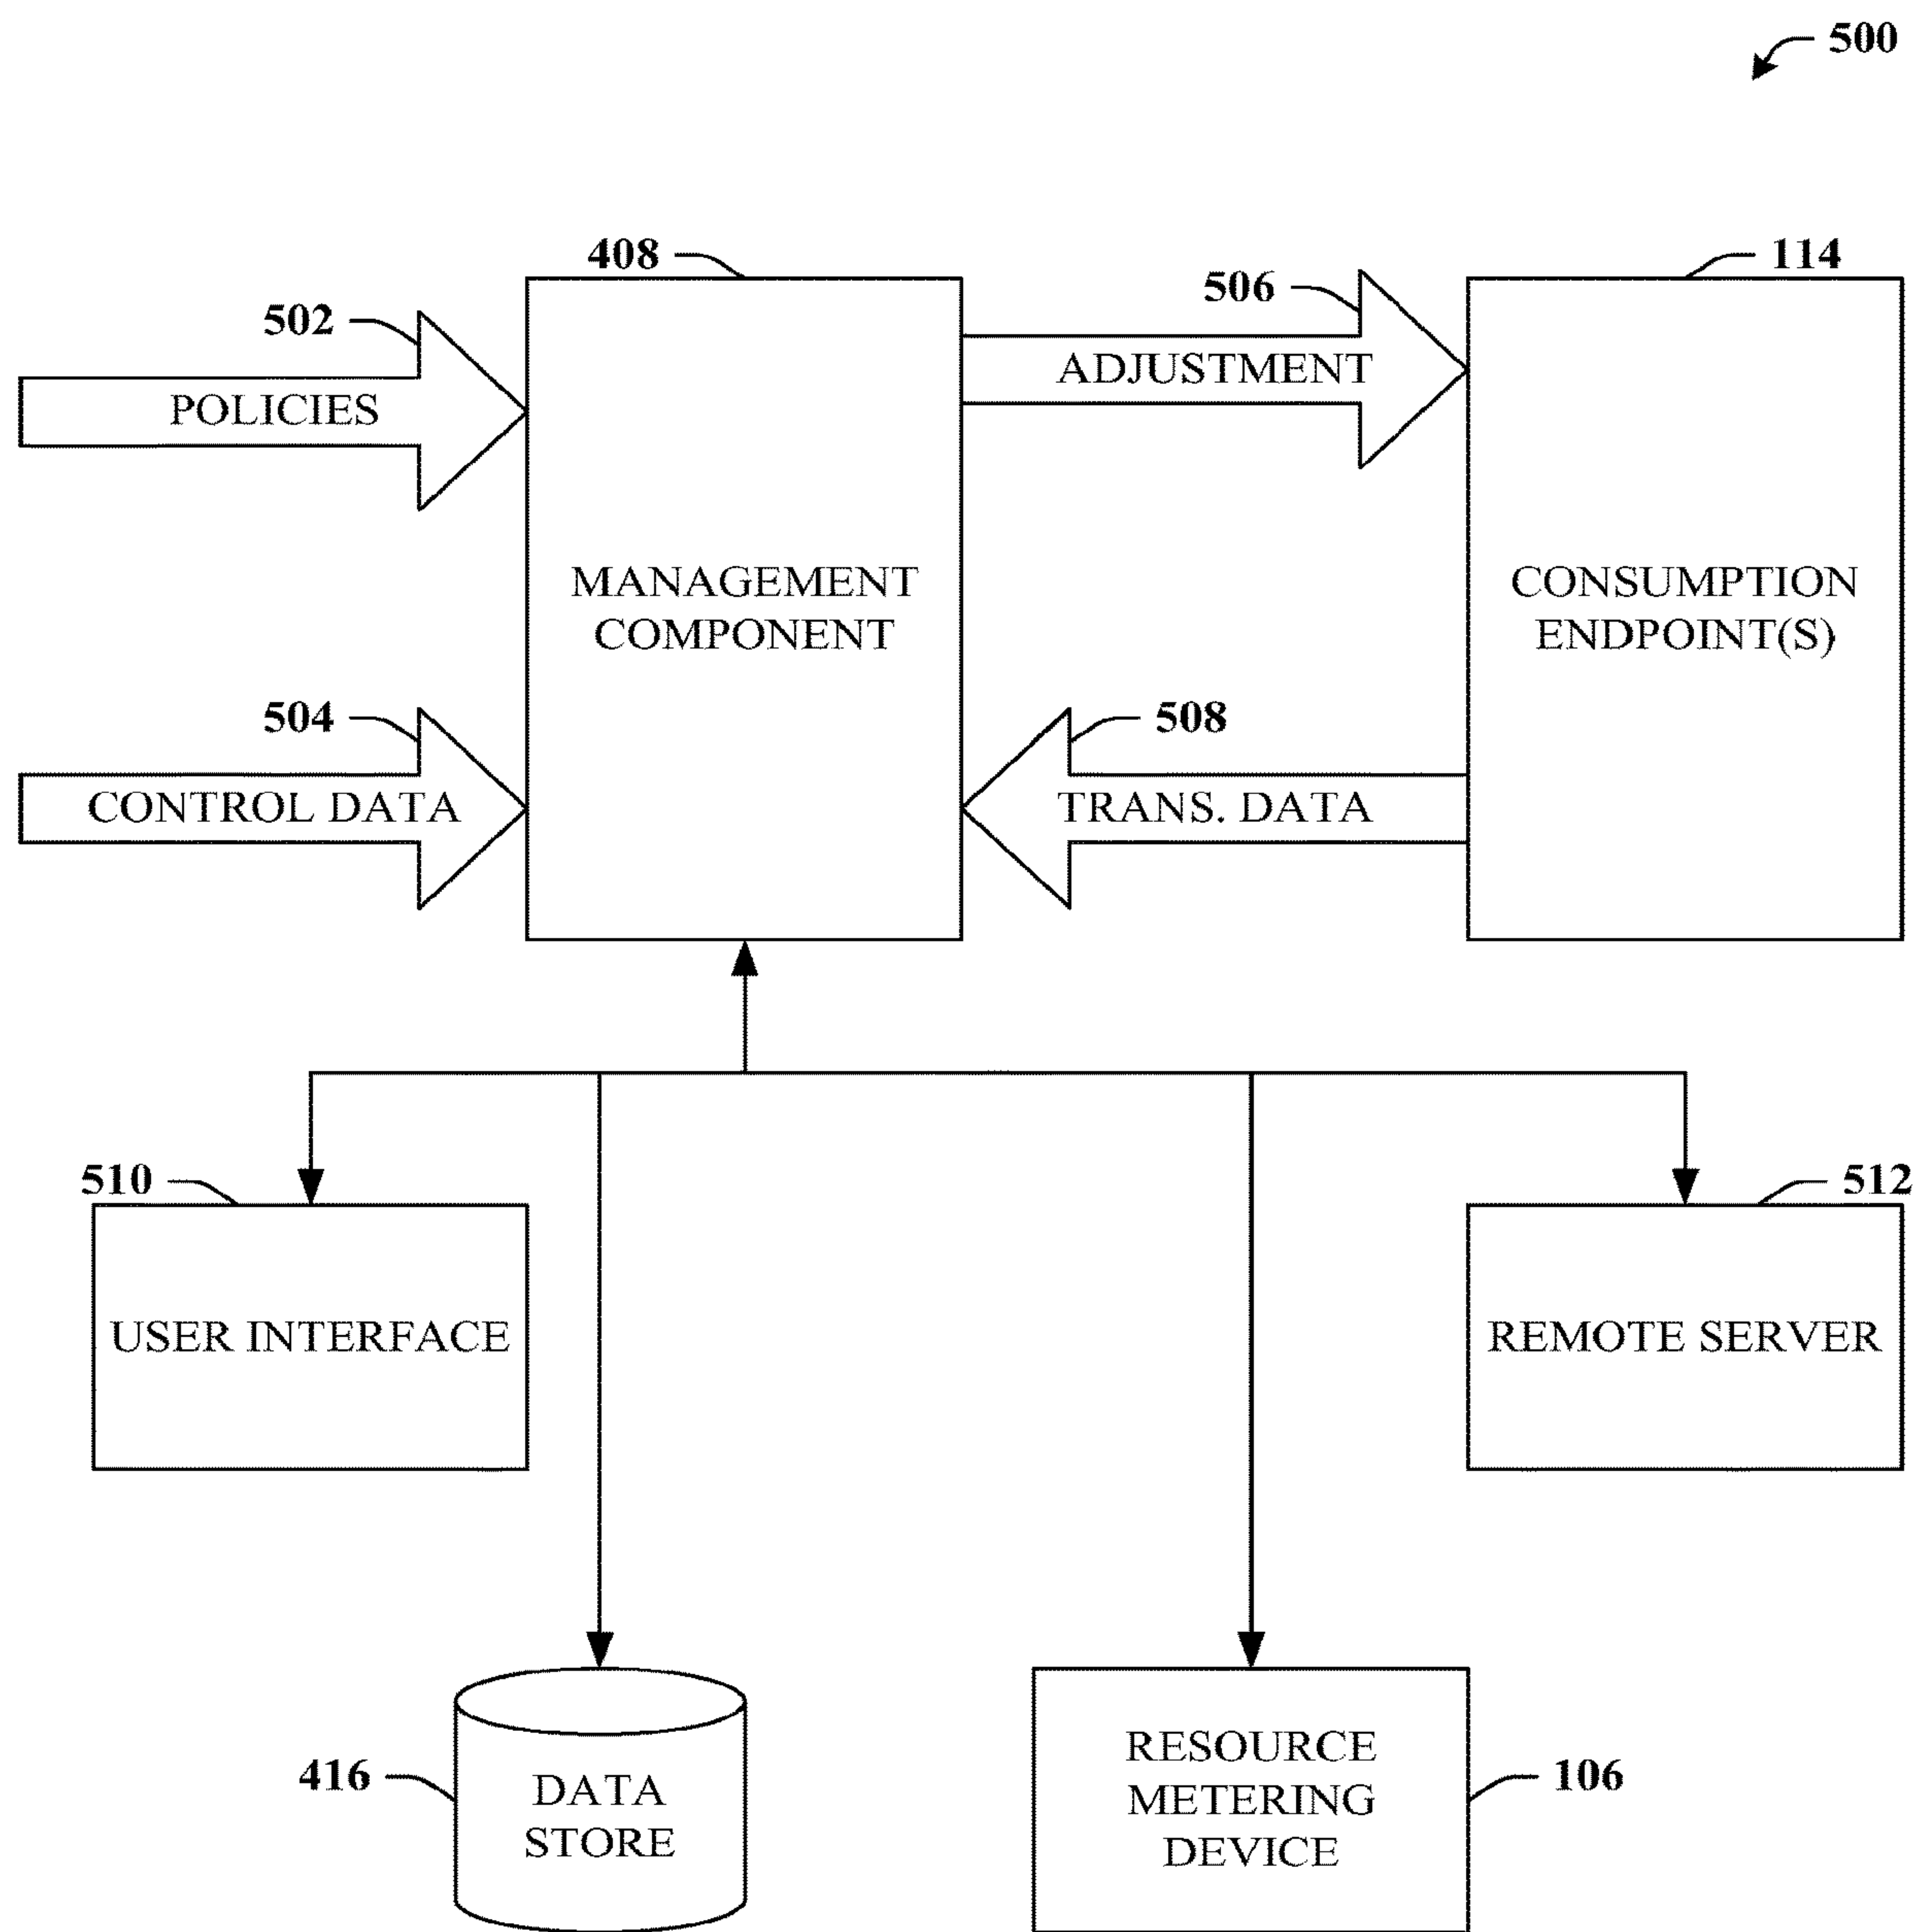 500
408
506
114
502
ADJUSTMENT
POLICIES
MANAGEMENT
COMPONENT
CONSUMPTION
ENDPOINT(S)
504
508
CONTROL DATA
TRANS. DATA
510
512
USER INTERFACE
REMOTE SERVER
416
DATA
STORE
RESOURCE
METERING
DEVICE
106